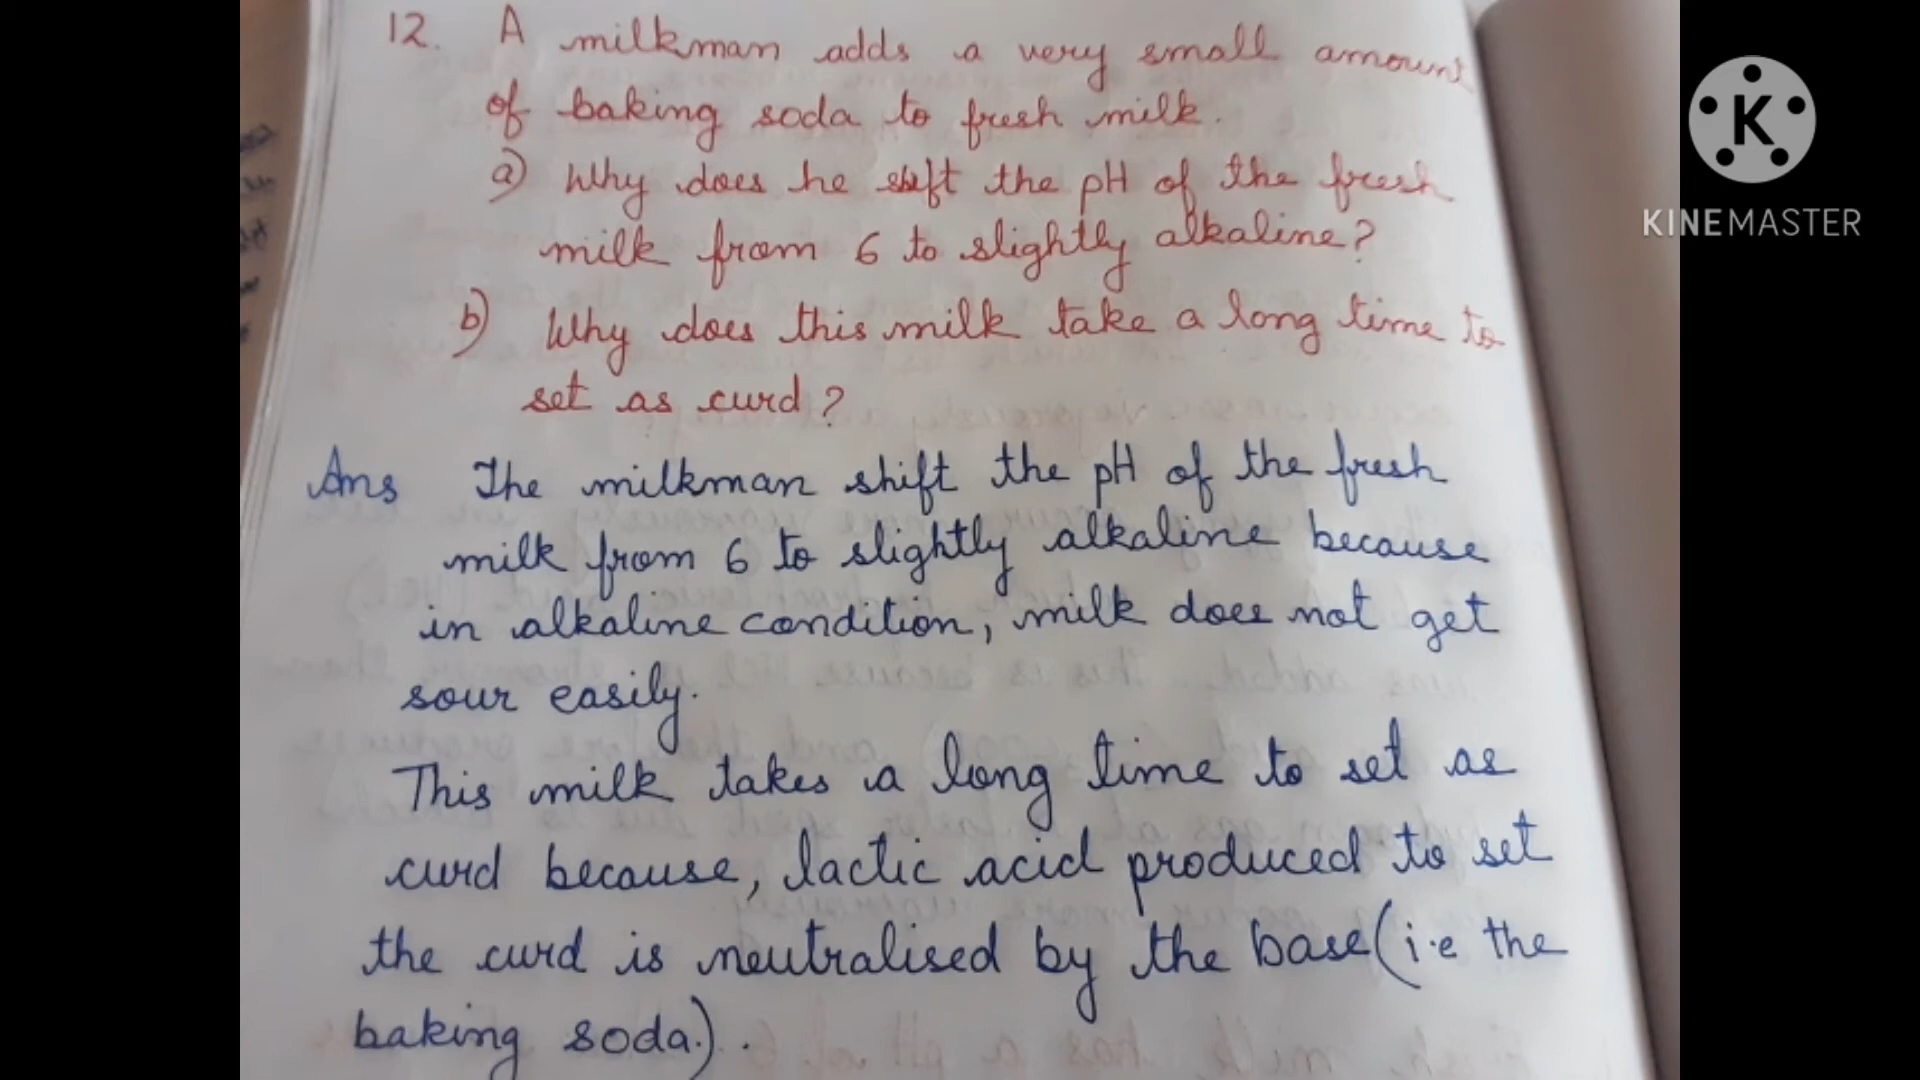 12. A milkman adds a very small amount
of baking soda to fresh milk.
a) Why does he shift the pH of the fresh
milk from 6 to slightly alkaline?
b) Why does this milk take a long time to
set as curd?
Ans The milkman shift the pH of the fresh
milk from 6 to slightly alkaline because
in alkaline condition, milk does not get
sour easily.
This milk takes a long time to set as
curd because, lactic acid produced to set
the curd is neutralised by the base (i.e the
baking soda.).
K
KINEMASTER